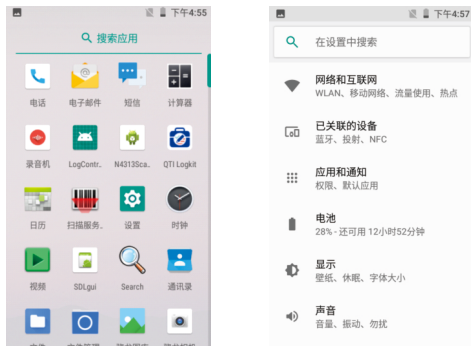 下午4:55
搜索应用
电话
电子邮件
短信
计算器
录音机
LogContr..
N4313Sca..
QTI Logkit
日历
扫描服务..
设置
时钟
视频
SDLgui
Search
通讯录
下午4:57
在设置中搜索
网络和互联网
WLAN、移动网络、流量使用、热点
已关联的设备
蓝牙、投射、NFC
应用和通知
权限、默认应用
电池
28% - 还可用 12小时52分钟
显示
壁纸、休眠、字体大小
声音
音量、振动、勿扰